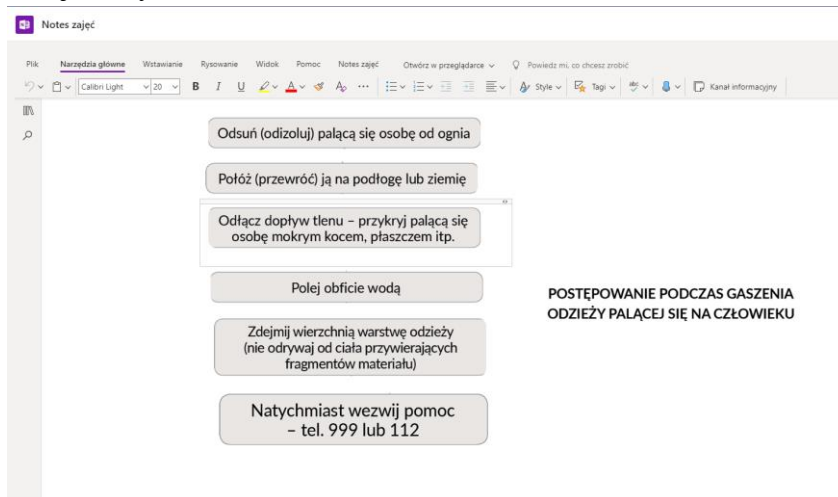 Notes zajęć
Plik Narzędzia główne Wstawianie Rysowanie Widok Pomoc Notes zajęć Otwórz w przeglądarce Powiedz mi, co chcesz zrobić
Calibri Light 20 B I U A A Style Tagi abc Kanał informacyjny
Odsuń (odizoluj) palącą się osobę od ognia
Połóż (przewróć) ją na podłogę lub ziemię
Odłącz dopływ tlenu – przykryj palącą się
osobę mokrym kocem, płaszczem itp.
Polej obficie wodą
Zdejmij wierzchnią warstwę odzieży
(nie odrywaj od ciała przywierających
fragmentów materiału)
Natychmiast wezwij pomoc
– tel. 999 lub 112
POSTĘPOWANIE PODCZAS GASZENIA
ODZIEŻY PALĄCEJ SIĘ NA CZŁOWIEKU